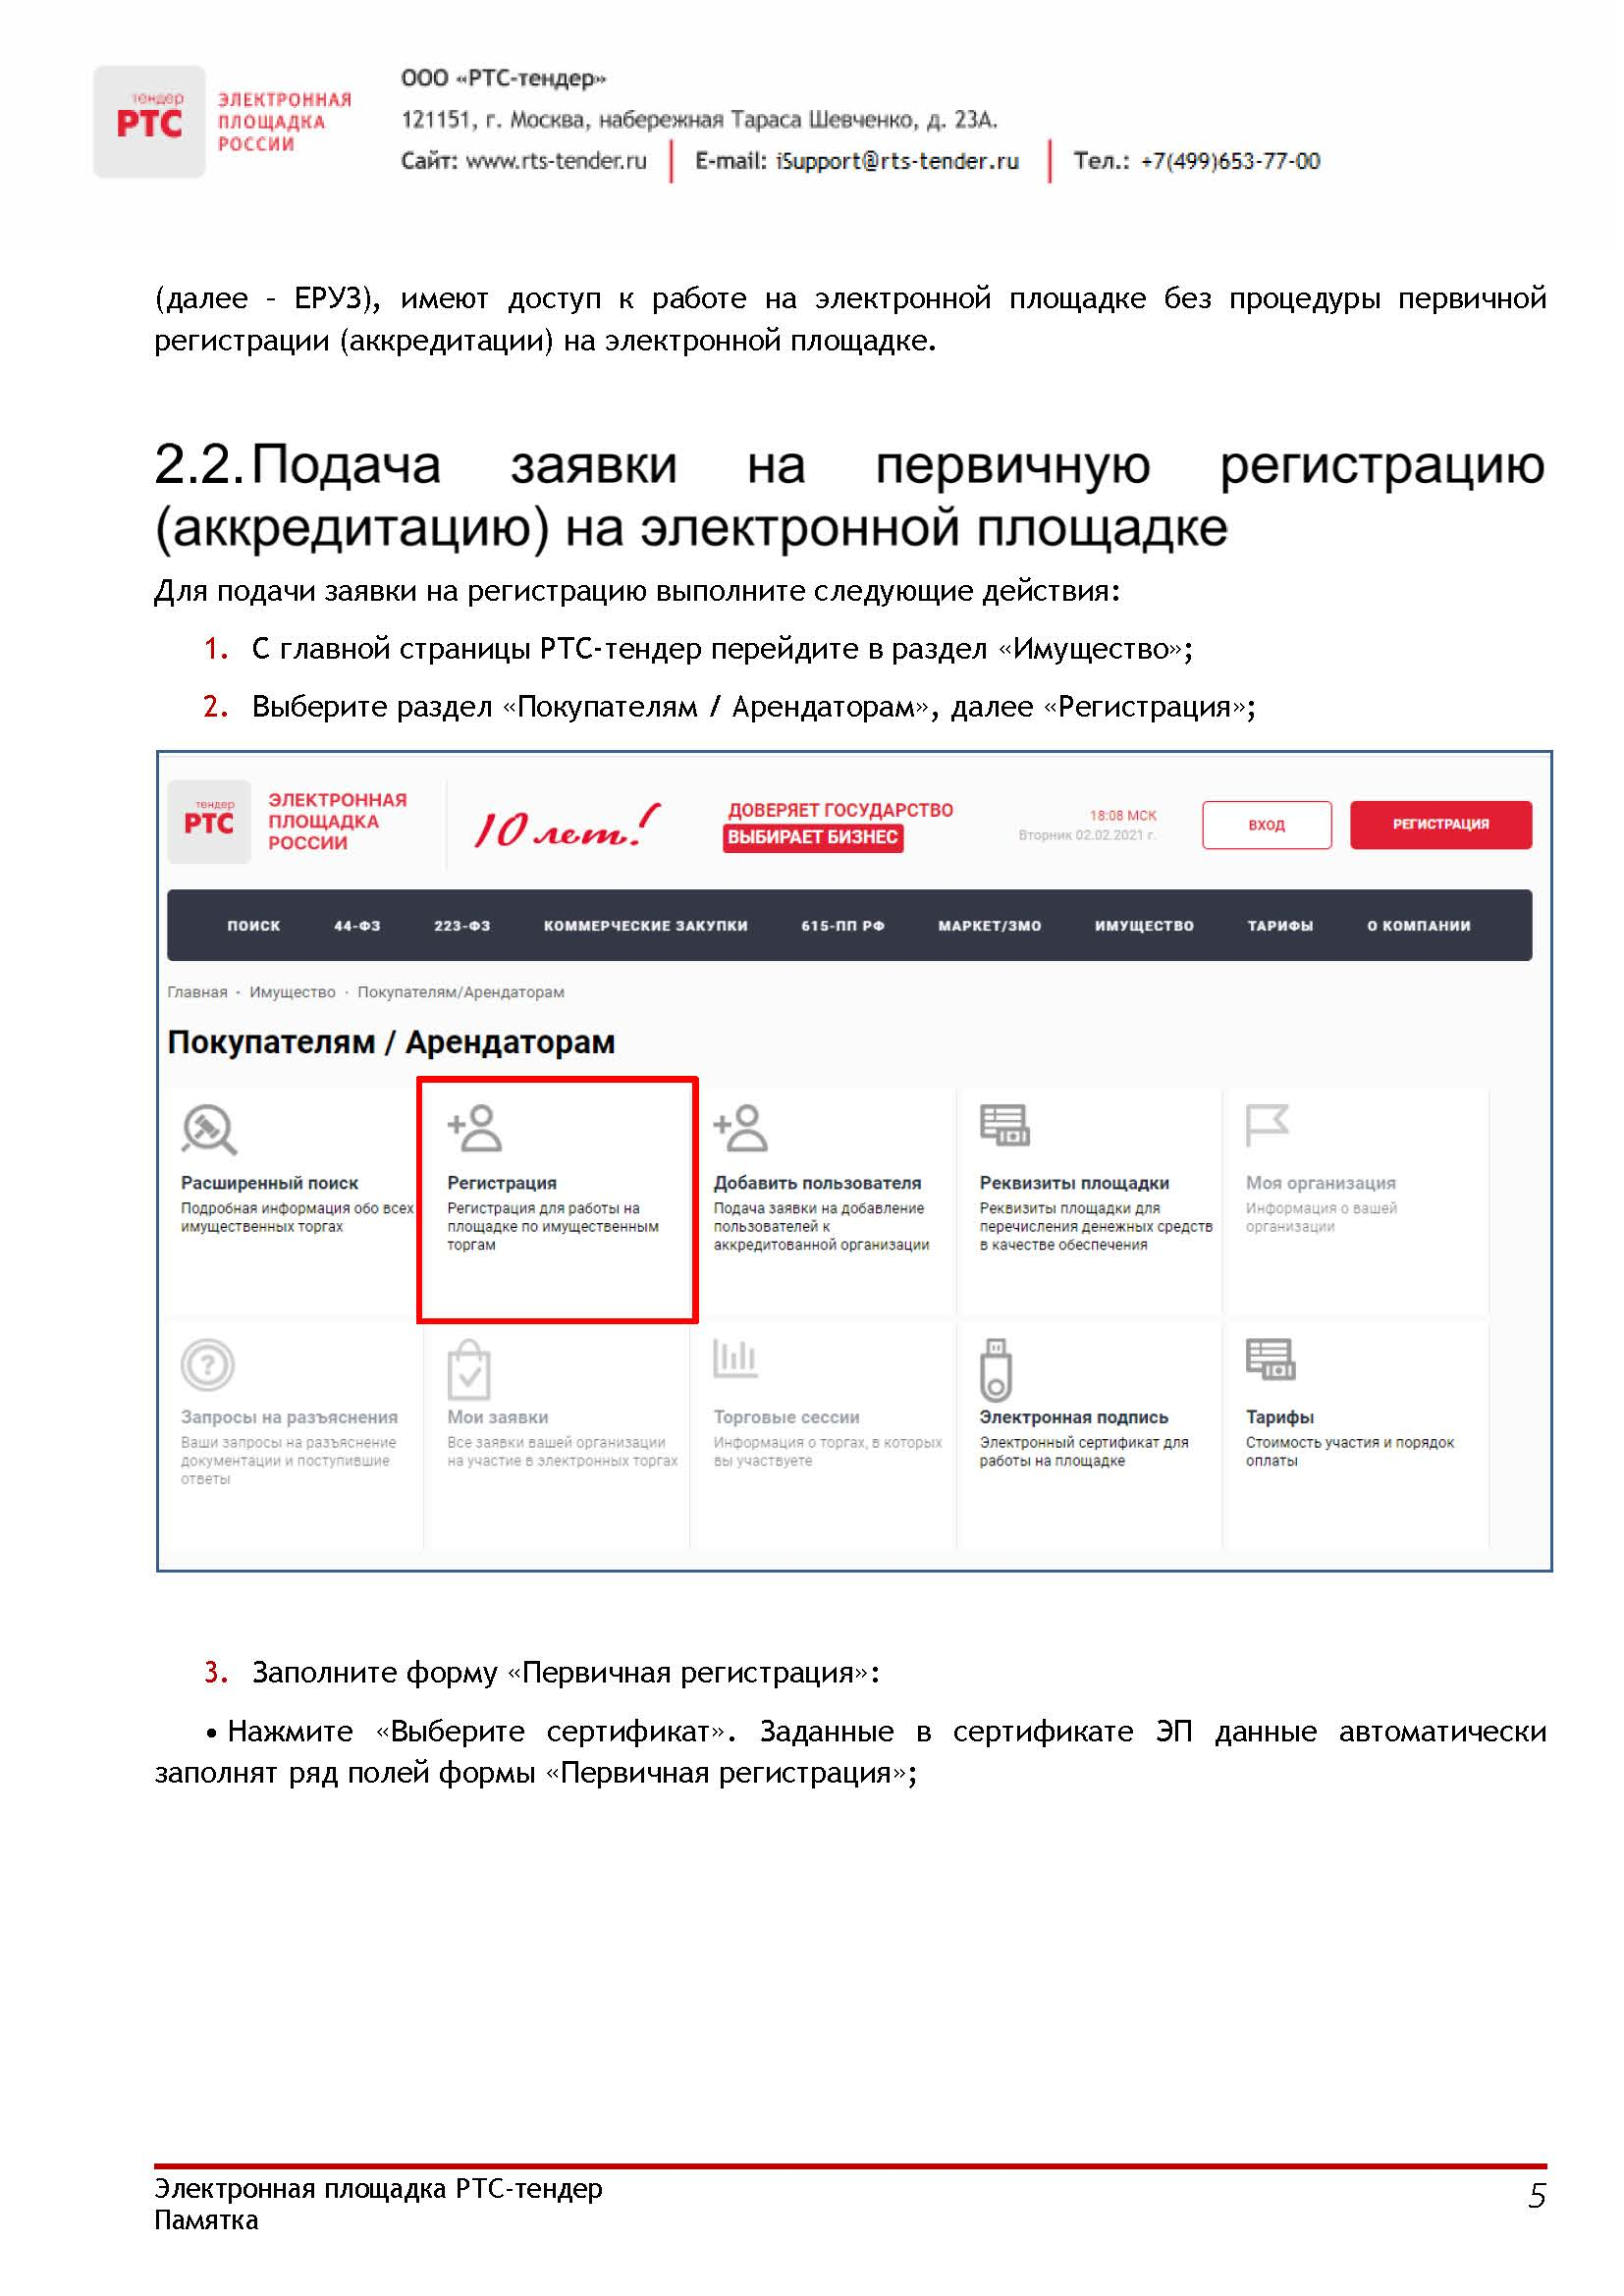 тендер
РТС
ЭЛЕКТРОННАЯ
ПЛОЩАДКА
РОССИИ
ООО «РТС-тендер»
121151, г. Москва, набережная Тараса Шевченко, д. 23А.
Сайт: www.rts-tender.ru E-mail: iSupport@rts-tender.ru Тел.: +7(499)653-77-00
(далее – ЕРУЗ), имеют доступ к работе на электронной площадке без процедуры первичной
регистрации (аккредитации) на электронной площадке.
2.2. Подача заявки на первичную регистрацию
(аккредитацию) на электронной площадке
Для подачи заявки на регистрацию выполните следующие действия:
1. С главной страницы РТС-тендер перейдите в раздел «Имущество»;
2. Выберите раздел «Покупателям / Арендаторам», далее «Регистрация»;
тендер
РТС
ЭЛЕКТРОННАЯ
ПЛОЩАДКА
РОССИИ
10 лет!
ДОВЕРЯЕТ ГОСУДАРСТВО
ВЫБИРАЕТ БИЗНЕС
18:08 МСК
Вторник 02.02.2021 г.
ВХОД
РЕГИСТРАЦИЯ
ПОИСК 44-ФЗ 223-ФЗ КОММЕРЧЕСКИЕ ЗАКУПКИ 615-ПП РФ МАРКЕТ/ЗМО ИМУЩЕСТВО ТАРИФЫ О КОМПАНИИ
Главная · Имущество · Покупателям/Арендаторам
Покупателям / Арендаторам
Расширенный поиск
Подробная информация обо всех
имущественных торгах
Регистрация
Регистрация для работы на
площадке по имущественным
торгам
Добавить пользователя
Подача заявки на добавление
пользователей к
аккредитованной организации
Реквизиты площадки
Реквизиты площадки для
перечисления денежных средств
в качестве обеспечения
Моя организация
Информация о вашей
организации
Запросы на разъяснения
Ваши запросы на разъяснение
документации и поступившие
ответы
Мои заявки
Все заявки вашей организации
на участие в электронных торгах
Торговые сессии
Информация о торгах, в которых
вы участвуете
Электронная подпись
Электронный сертификат для
работы на площадке
Тарифы
Стоимость участия и порядок
оплаты
3. Заполните форму «Первичная регистрация»:
• Нажмите «Выберите сертификат». Заданные в сертификате ЭП данные автоматически
заполнят ряд полей формы «Первичная регистрация»;
Электронная площадка РТС-тендер
Памятка
5